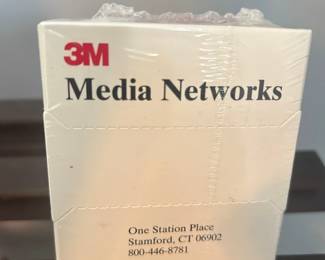 3M
Media Networks
One Station Place
Stamford, CT 06902
800-446-8781